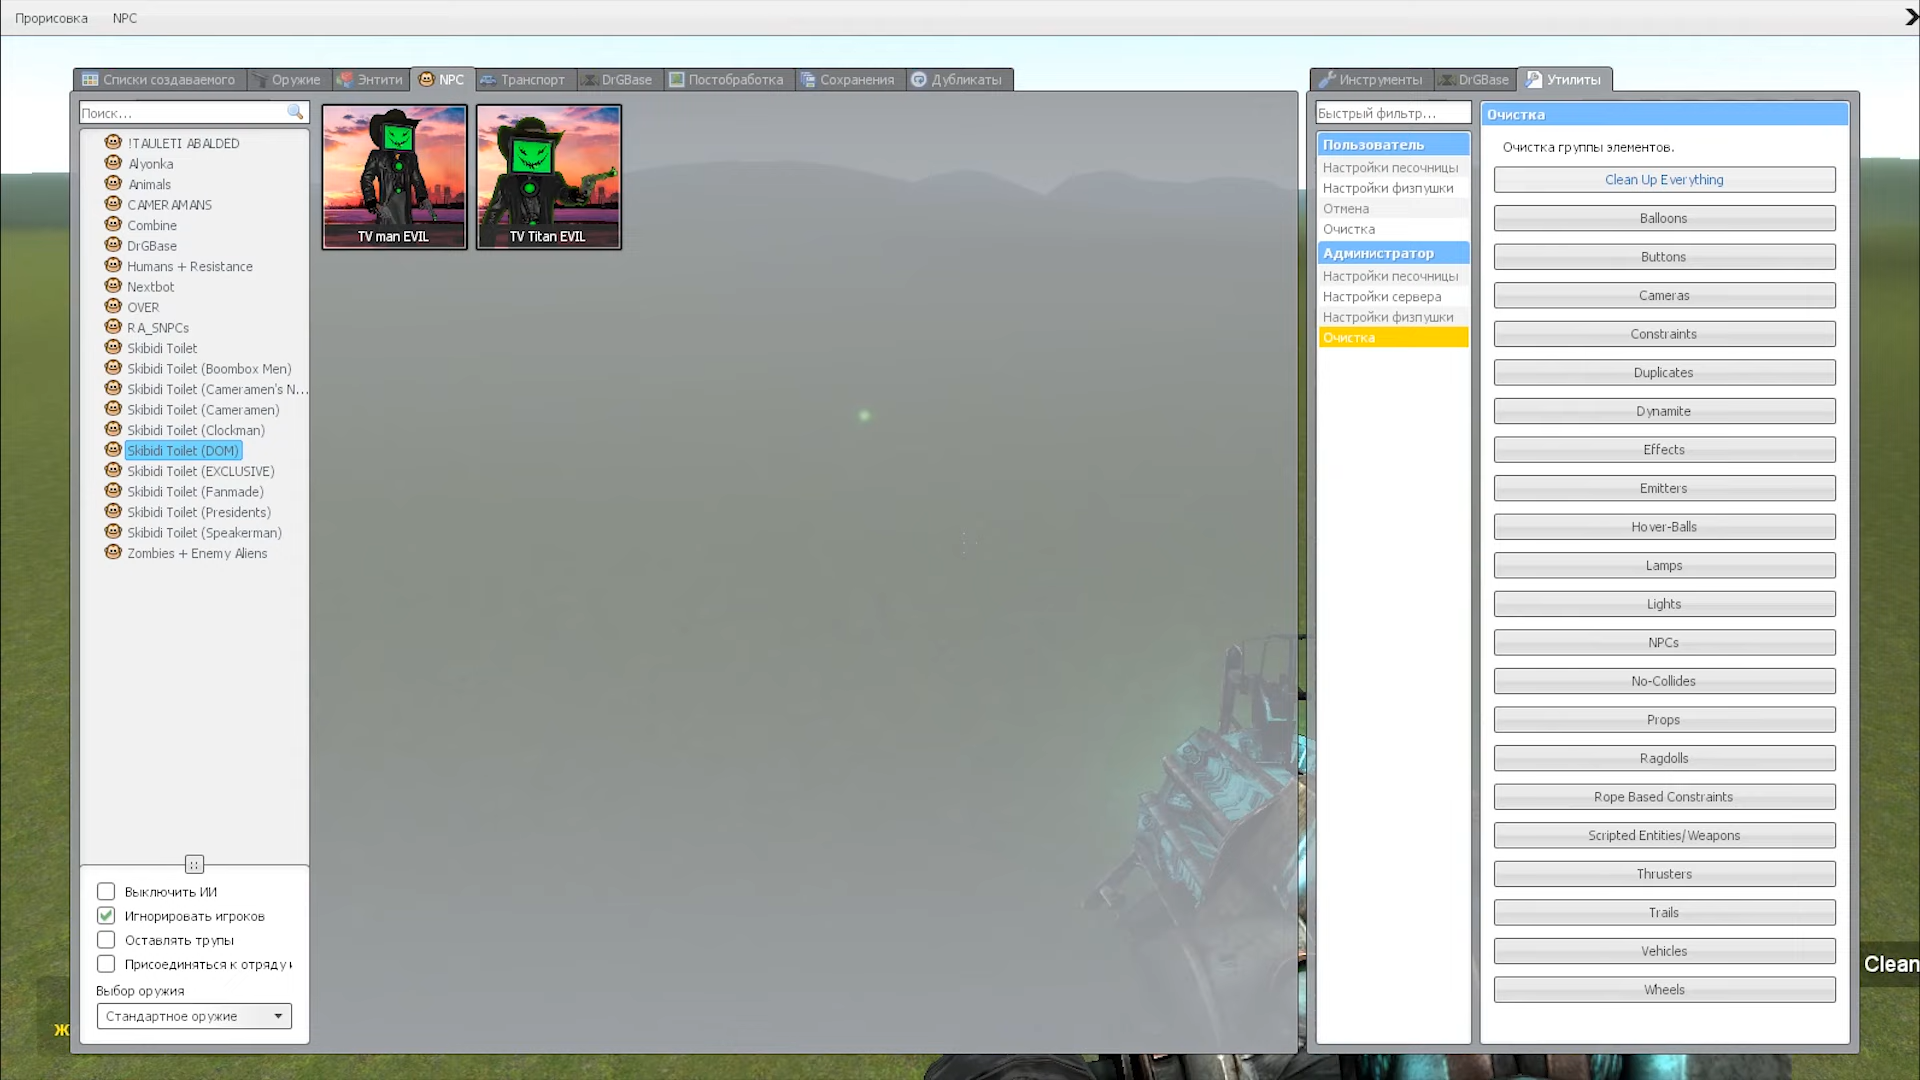 Прорисовка NPC
Списки создаваемого Оружие Энтити NPC Транспорт DrGBase Постобработка Сохранения Дубликаты
Поиск...
!TAULETI ABALDED
Alyonka
Animals
CAMERAMANS
Combine
DrGBase
Humans + Resistance
Nextbot
OVER
RA_SNPCs
Skibidi Toilet
Skibidi Toilet (Boombox Men)
Skibidi Toilet (Cameramen's N...
Skibidi Toilet (Cameramen)
Skibidi Toilet (Clockman)
Skibidi Toilet (DOM)
Skibidi Toilet (EXCLUSIVE)
Skibidi Toilet (Fanmade)
Skibidi Toilet (Presidents)
Skibidi Toilet (Speakerman)
Zombies + Enemy Aliens
Выключить ИИ
Игнорировать игроков
Оставлять трупы
Присоединяться к отряду
Выбор оружия
Стандартное оружие
Ж
TV man EVIL
TV Titan EVIL
Инструменты DrGBase Утилиты
Быстрый фильтр...
Пользователь
Настройки песочницы
Настройки физпушки
Отмена
Очистка
Администратор
Настройки песочницы
Настройки сервера
Настройки физпушки
Очистка
Очистка
Очистка группы элементов.
Clean Up Everything
Balloons
Buttons
Cameras
Constraints
Duplicates
Dynamite
Effects
Emitters
Hover-Balls
Lamps
Lights
NPCs
No-Collides
Props
Ragdolls
Rope Based Constraints
Scripted Entities/Weapons
Thrusters
Trails
Vehicles
Wheels
Clean